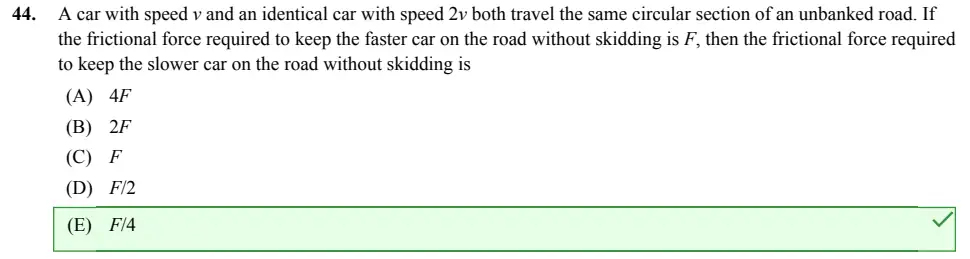 44. A car with speed v and an identical car with speed 2v both travel the same circular section of an unbanked road. If
the frictional force required to keep the faster car on the road without skidding is F, then the frictional force required
to keep the slower car on the road without skidding is
(A) 4F
(B) 2F
(C) F
(D) F/2
(E) F/4